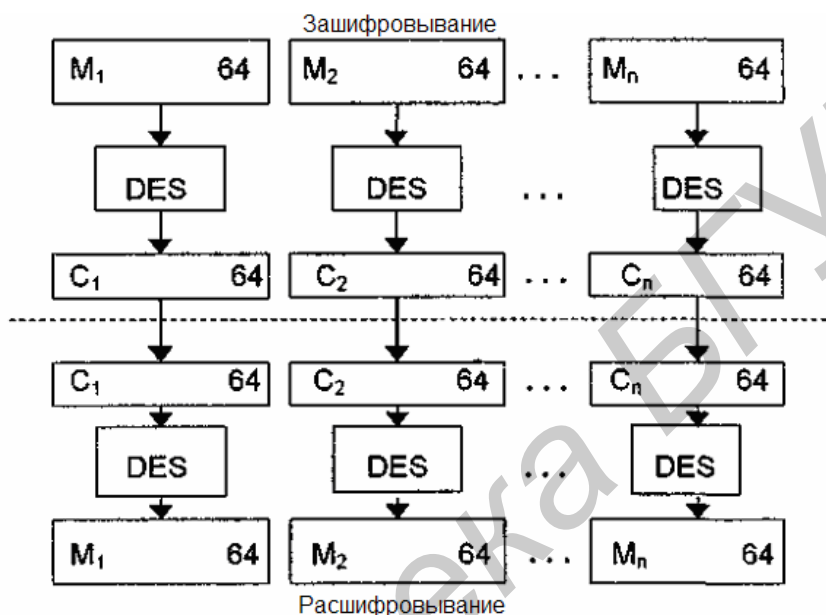 Зашифровывание
M₁ 64 M₂ 64 ... Mₙ 64
DES DES ... DES
C₁ 64 C₂ 64 ... Cₙ 64
C₁ 64 C₂ 64 ... Cₙ 64
DES DES ... DES
M₁ 64 M₂ 64 ... Mₙ 64
Расшифровывание